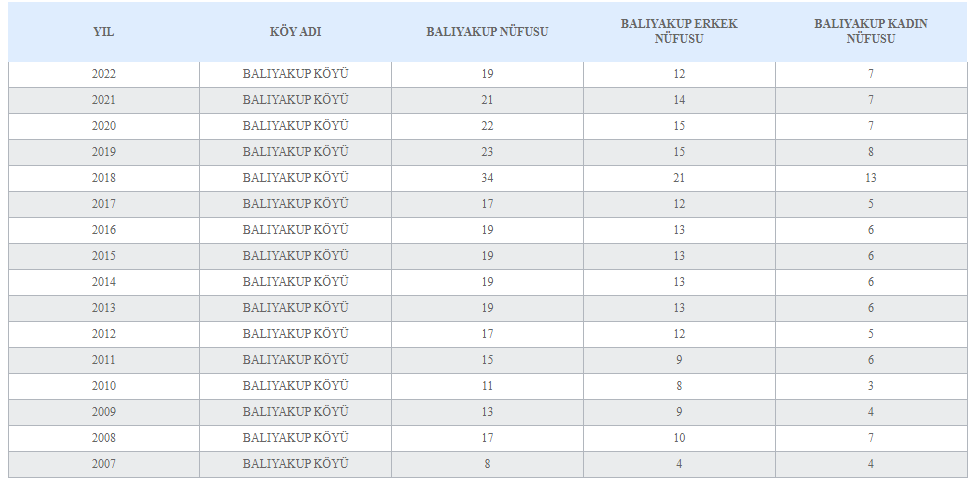 YIL KÖY ADI BALIYAKUP NÜFUSU BALIYAKUP ERKEK NÜFUSU BALIYAKUP KADIN NÜFUSU
2022 BALIYAKUP KÖYÜ 19 12 7
2021 BALIYAKUP KÖYÜ 21 14 7
2020 BALIYAKUP KÖYÜ 22 15 7
2019 BALIYAKUP KÖYÜ 23 15 8
2018 BALIYAKUP KÖYÜ 34 21 13
2017 BALIYAKUP KÖYÜ 17 12 5
2016 BALIYAKUP KÖYÜ 19 13 6
2015 BALIYAKUP KÖYÜ 19 13 6
2014 BALIYAKUP KÖYÜ 19 13 6
2013 BALIYAKUP KÖYÜ 19 13 6
2012 BALIYAKUP KÖYÜ 17 12 5
2011 BALIYAKUP KÖYÜ 15 9 6
2010 BALIYAKUP KÖYÜ 11 8 3
2009 BALIYAKUP KÖYÜ 13 9 4
2008 BALIYAKUP KÖYÜ 17 10 7
2007 BALIYAKUP KÖYÜ 8 4 4